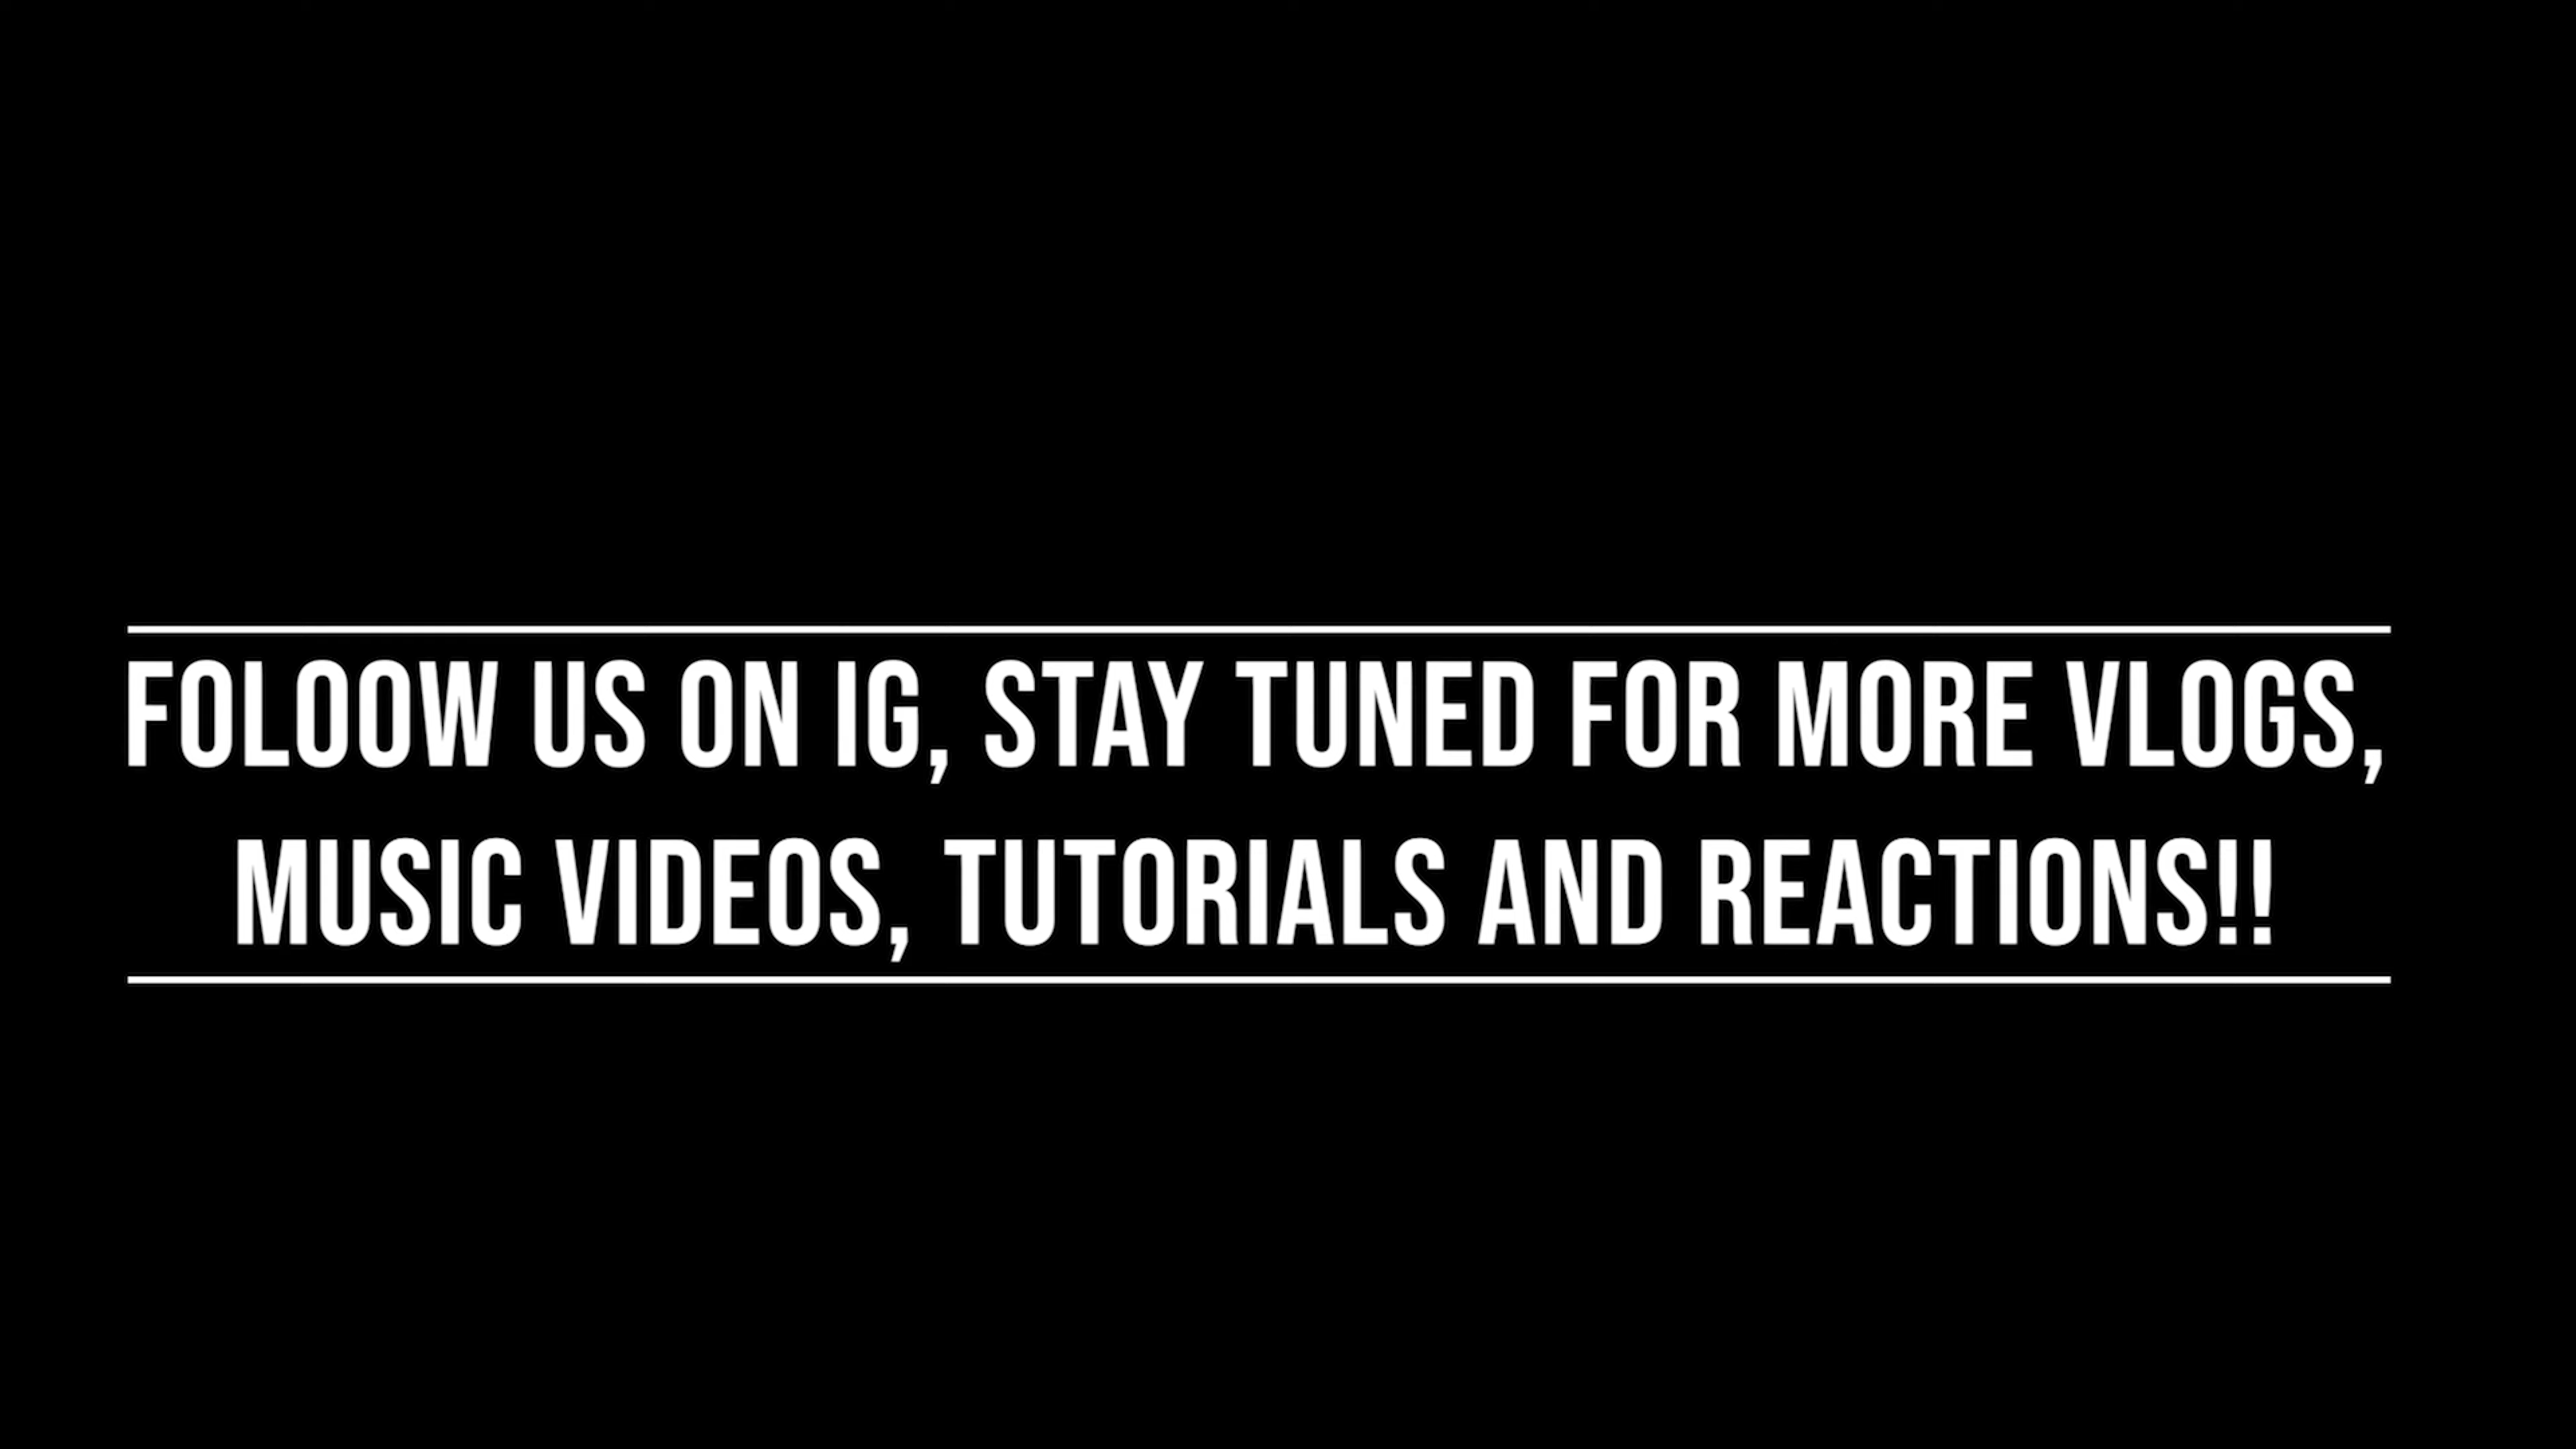 FOLOOW US ON IG, STAY TUNED FOR MORE VLOGS,
MUSIC VIDEOS, TUTORIALS AND REACTIONS!!